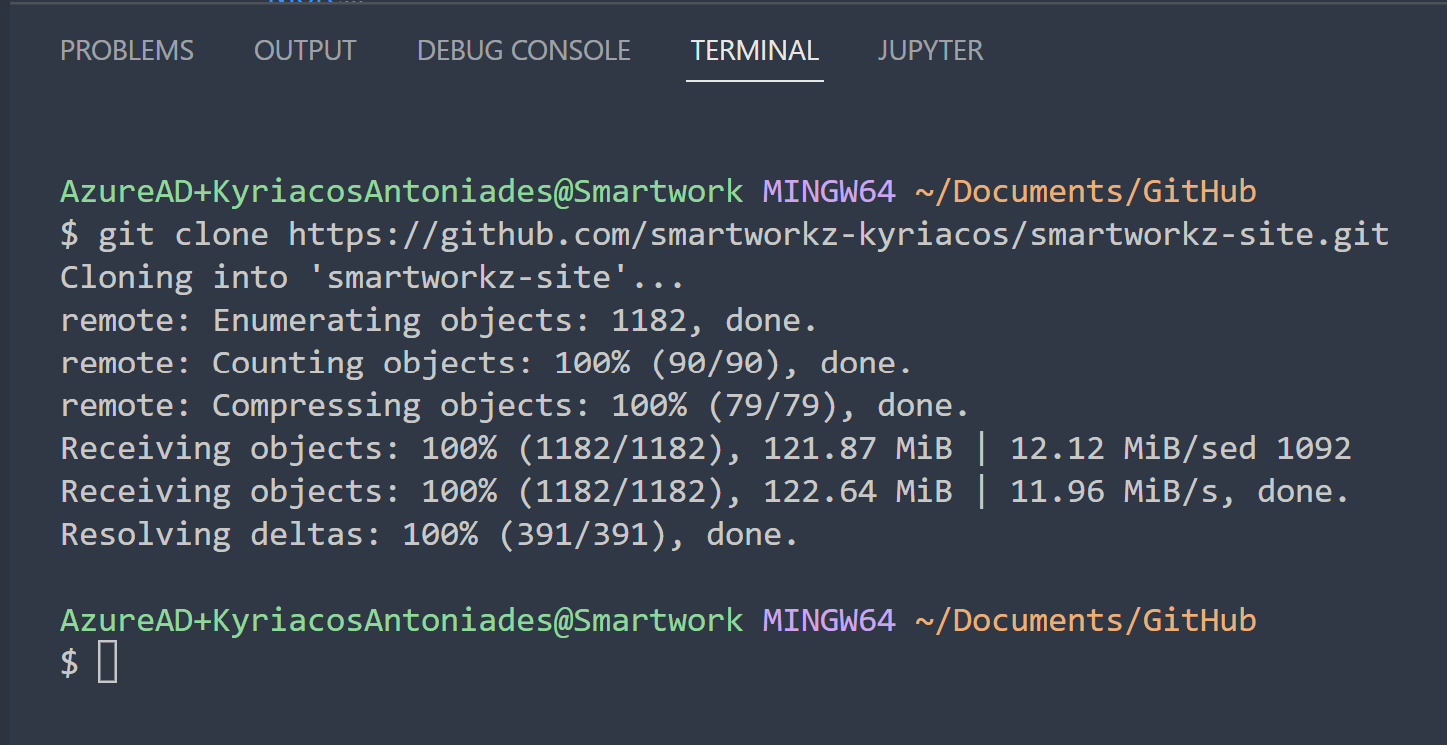 PROBLEMS OUTPUT DEBUG CONSOLE TERMINAL JUPYTER
AzureAD+KyriacosAntoniades@Smartwork MINGW64 ~/Documents/GitHub
$ git clone https://github.com/smartworkz-kyriacos/smartworkz-site.git
Cloning into 'smartworkz-site'...
remote: Enumerating objects: 1182, done.
remote: Counting objects: 100% (90/90), done.
remote: Compressing objects: 100% (79/79), done.
Receiving objects: 100% (1182/1182), 121.87 MiB | 12.12 MiB/sed 1092
Receiving objects: 100% (1182/1182), 122.64 MiB | 11.96 MiB/s, done.
Resolving deltas: 100% (391/391), done.
AzureAD+KyriacosAntoniades@Smartwork MINGW64 ~/Documents/GitHub
$